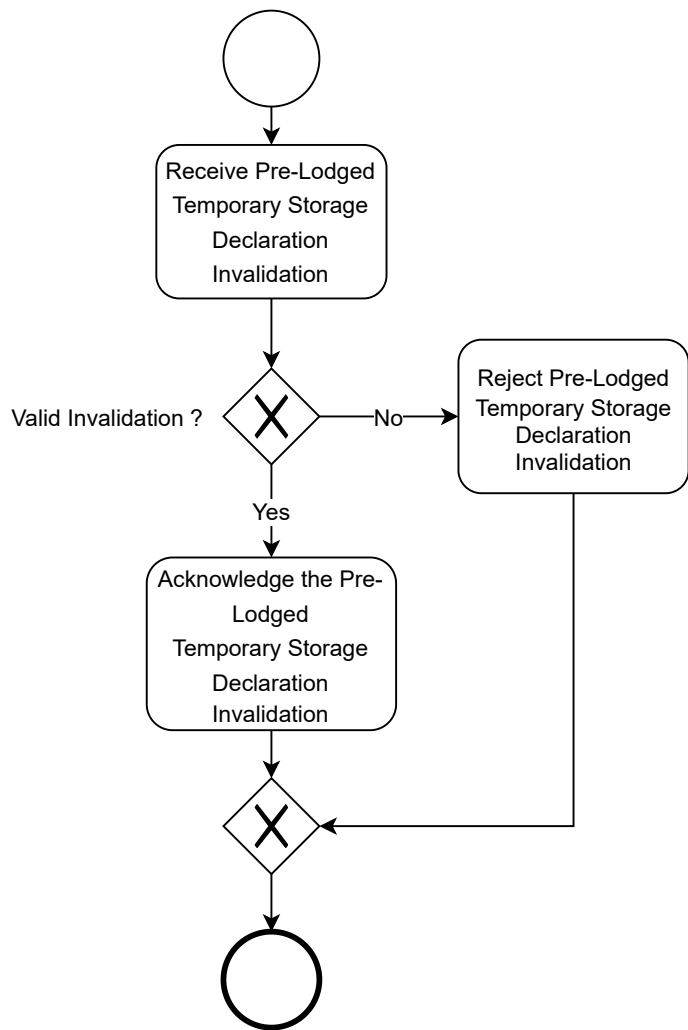 Receive Pre-Lodged
Temporary Storage
Declaration
Invalidation
Valid Invalidation ?
No
Reject Pre-Lodged
Temporary Storage
Declaration
Invalidation
Yes
Acknowledge the Pre-
Lodged
Temporary Storage
Declaration
Invalidation